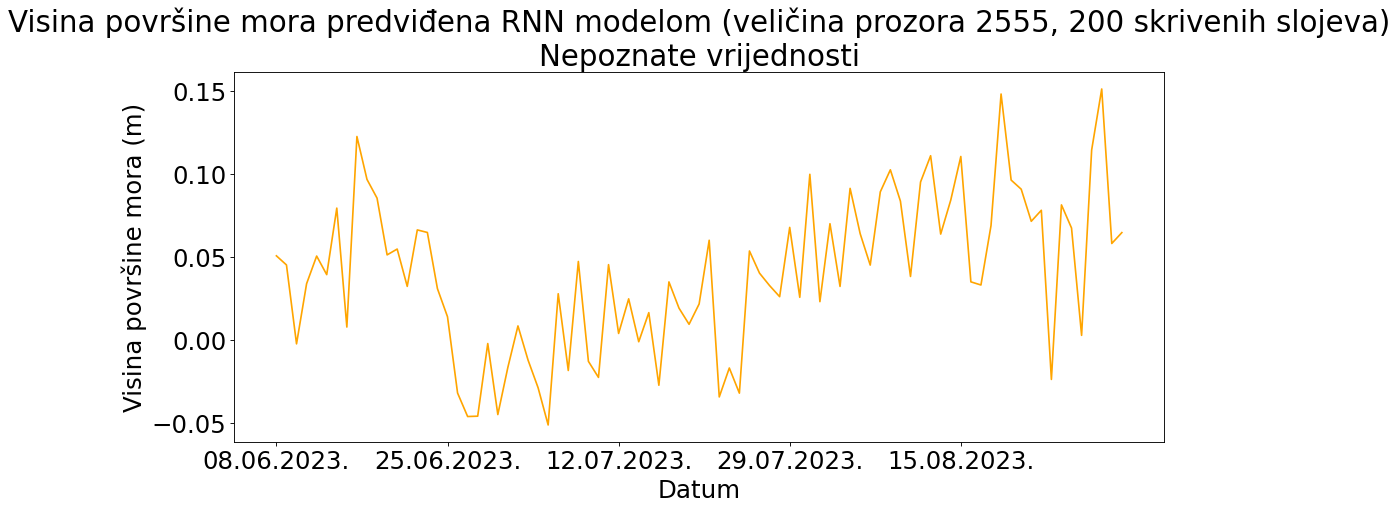 Visina površine mora predviđena RNN modelom (veličina prozora 2555, 200 skrivenih slojeva)
Nepoznate vrijednosti
Visina površine mora (m)
0.15
0.10
0.05
0.00
−0.05
08.06.2023. 25.06.2023. 12.07.2023. 29.07.2023. 15.08.2023.
Datum